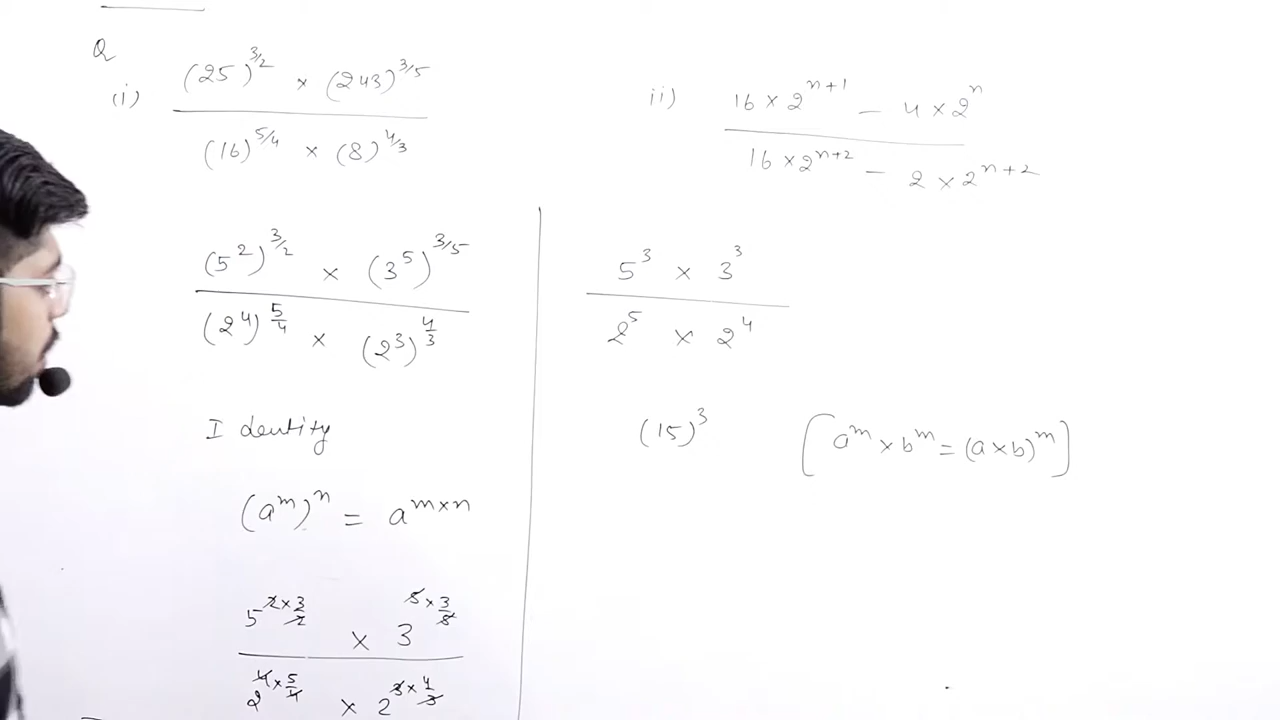 Q
(i) (25)^{3/2} × (243)^{3/5}
(16)^{5/4} × (8)^{4/3}
ii) 16 × 2^{n+1} – 4 × 2^n
16 × 2^{n+2} – 2 × 2^{n+2}
(5^2)^{3/2} × (3^5)^{3/5}
(2^4)^{5/4} × (2^3)^{4/3}
Identity
(a^m)^n = a^{m×n}
5^{2×3/2} × 3^{5×3/5}
2^{4×5/4} × 2^{3×4/3}
5^3 × 3^3
2^5 × 2^4
(15)^3 [a^m × b^m = (a×b)^m]